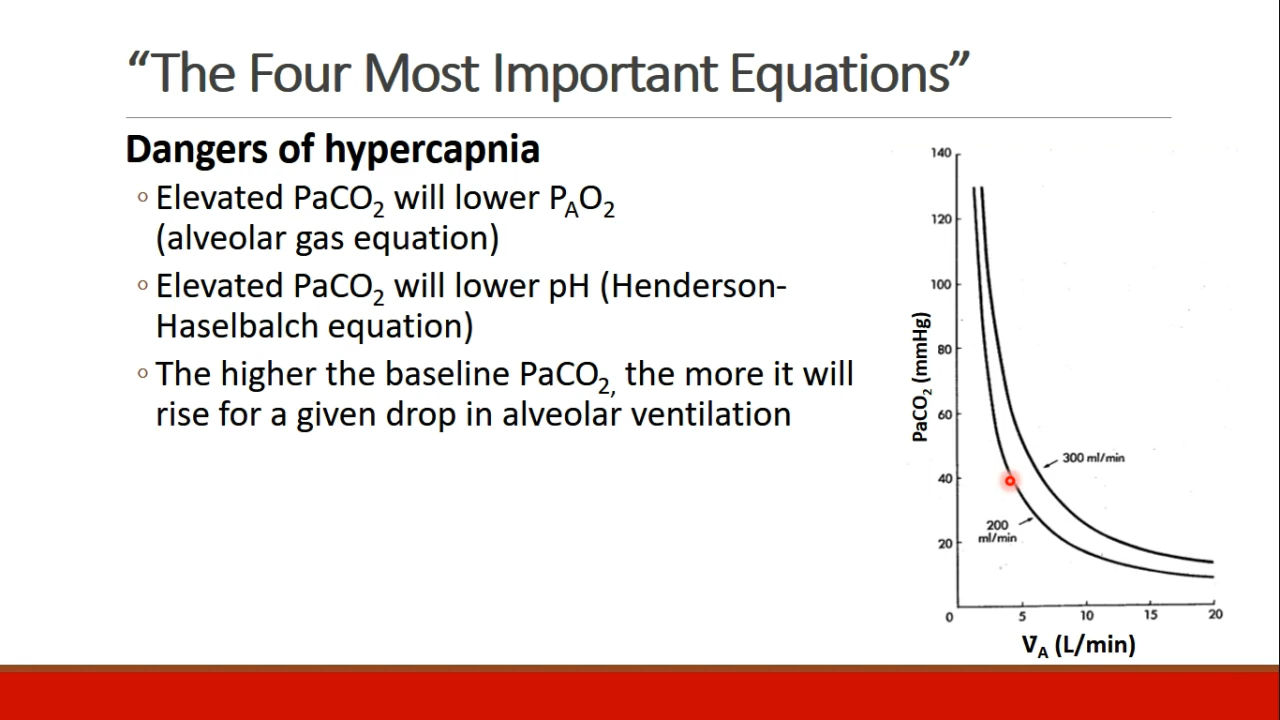 “The Four Most Important Equations”
Dangers of hypercapnia
Elevated PaCO₂ will lower PAO₂
(alveolar gas equation)
Elevated PaCO₂ will lower pH (Henderson-
Haselbalch equation)
The higher the baseline PaCO₂, the more it will
rise for a given drop in alveolar ventilation
PaCO₂ (mmHg)
140
120
100
80
60
40
20
0
300 ml/min
200
ml/min
5
10
15
20
V̇A (L/min)